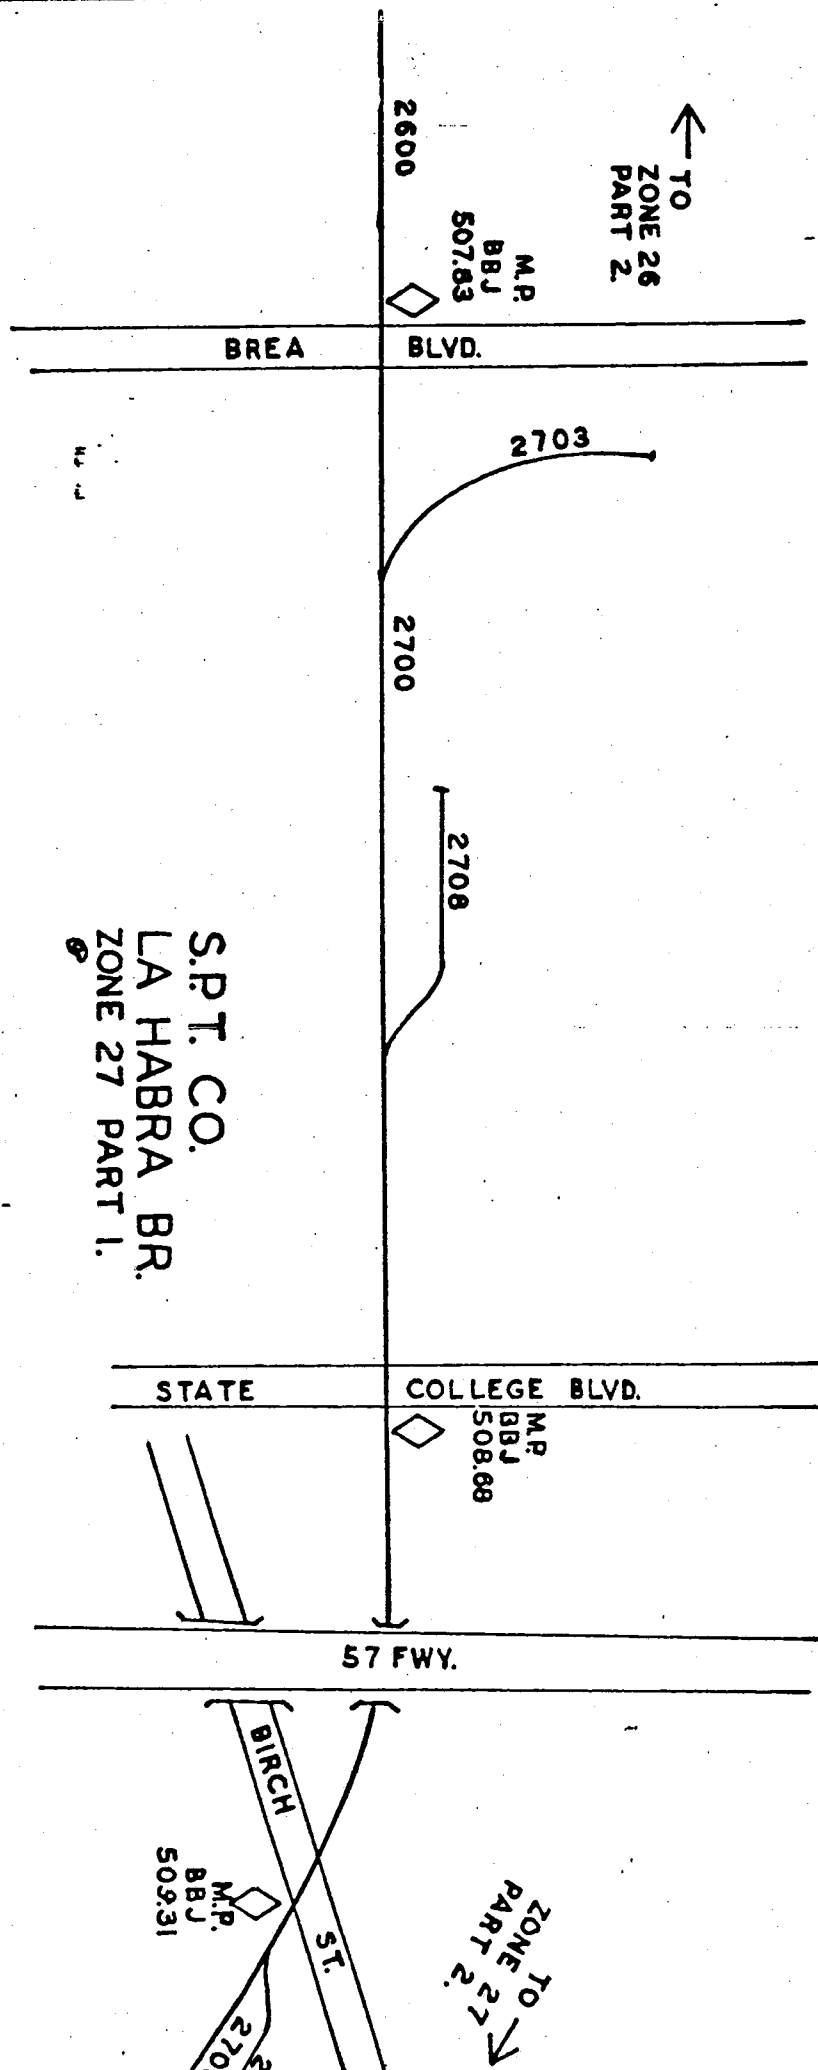 TO
ZONE 26
PART 2.
2600
M.P.
BBJ
507.83
BREA BLVD.
2703
2700
2708
S.P.T. CO.
LA HABRA BR.
ZONE 27 PART 1.
STATE COLLEGE BLVD.
M.P.
BBJ
508.68
57 FWY.
BIRCH ST.
M.P.
BBJ
509.31
TO
ZONE 27
PART 2.